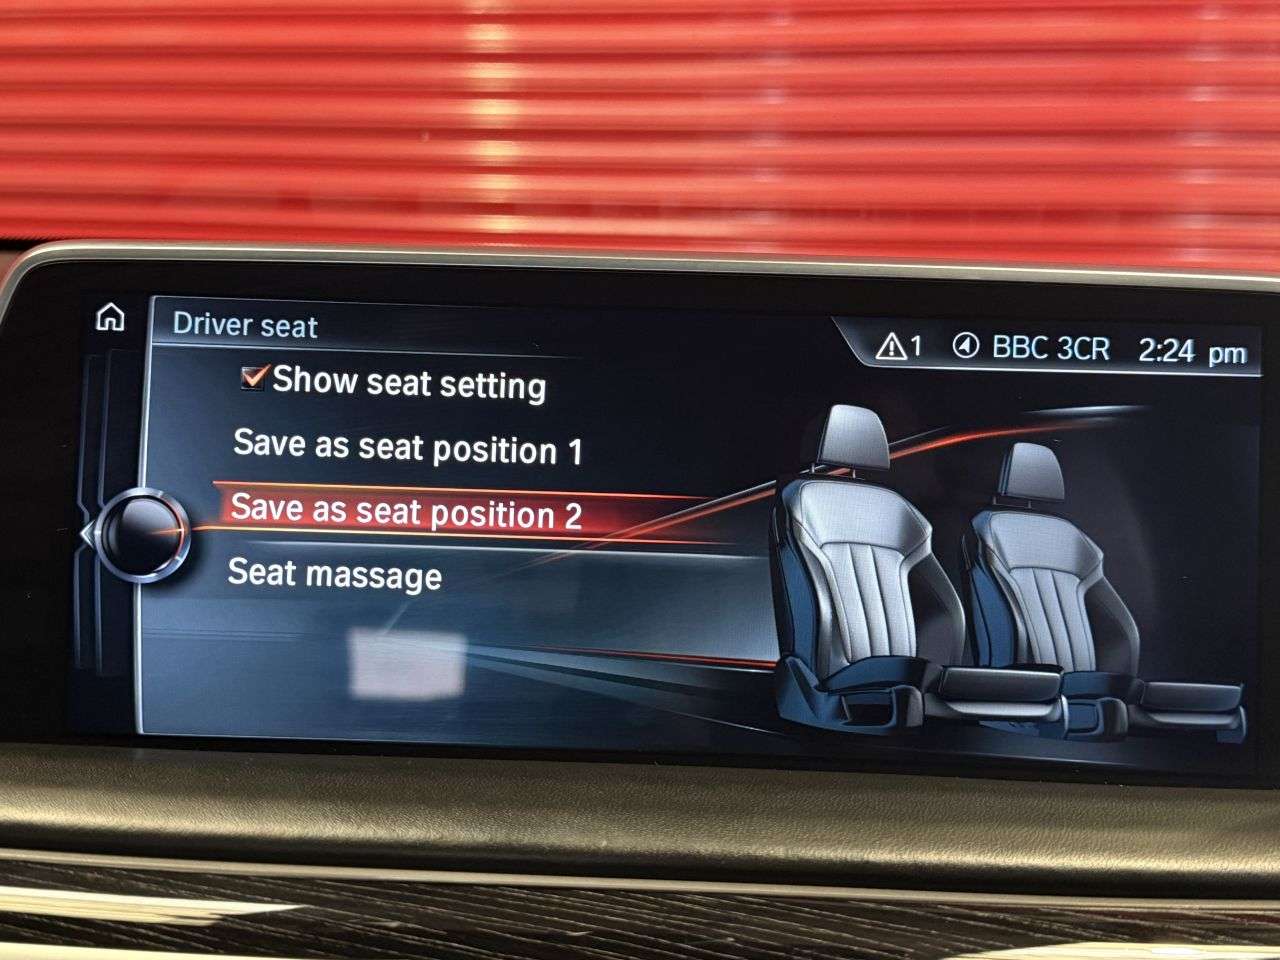 Driver seat
1 BBC 3CR 2:24 pm
Show seat setting
Save as seat position 1
Save as seat position 2
Seat massage